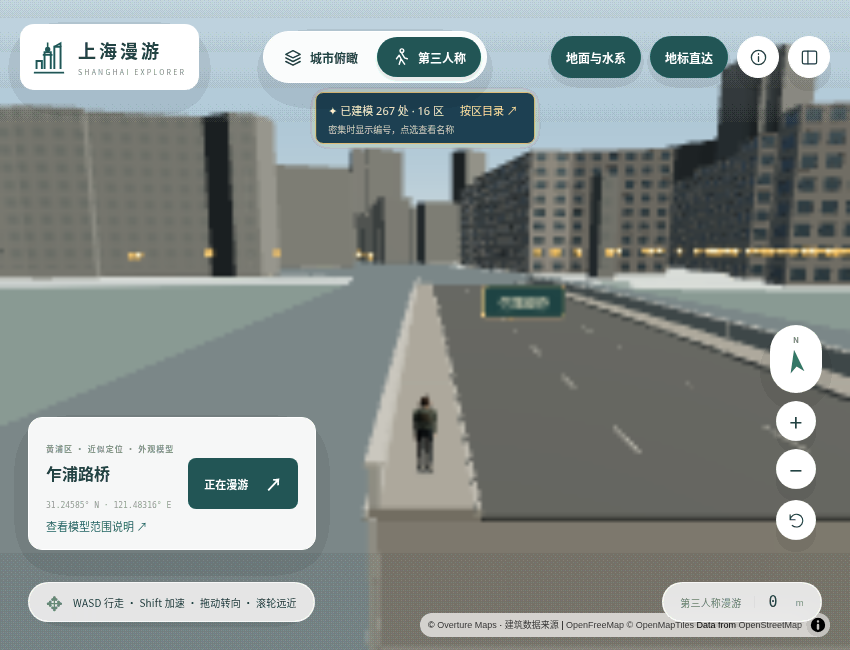 上海漫游
SHANGHAI EXPLORER
城市俯瞰
第三人称
地面与水系
地标直达
✦ 已建模 267 处 · 16 区 按区目录 ↗
密集时显示编号，点选查看名称
乍浦路桥
N
+
−
黄浦区 · 近似定位 · 外观模型
乍浦路桥
正在漫游 ↗
31.24585° N · 121.48316° E
查看模型范围说明 ↗
WASD 行走 · Shift 加速 · 拖动转向 · 滚轮远近
第三人称漫游 0 m
© Overture Maps · 建筑数据来源 | OpenFreeMap © OpenMapTiles Data from OpenStreetMap